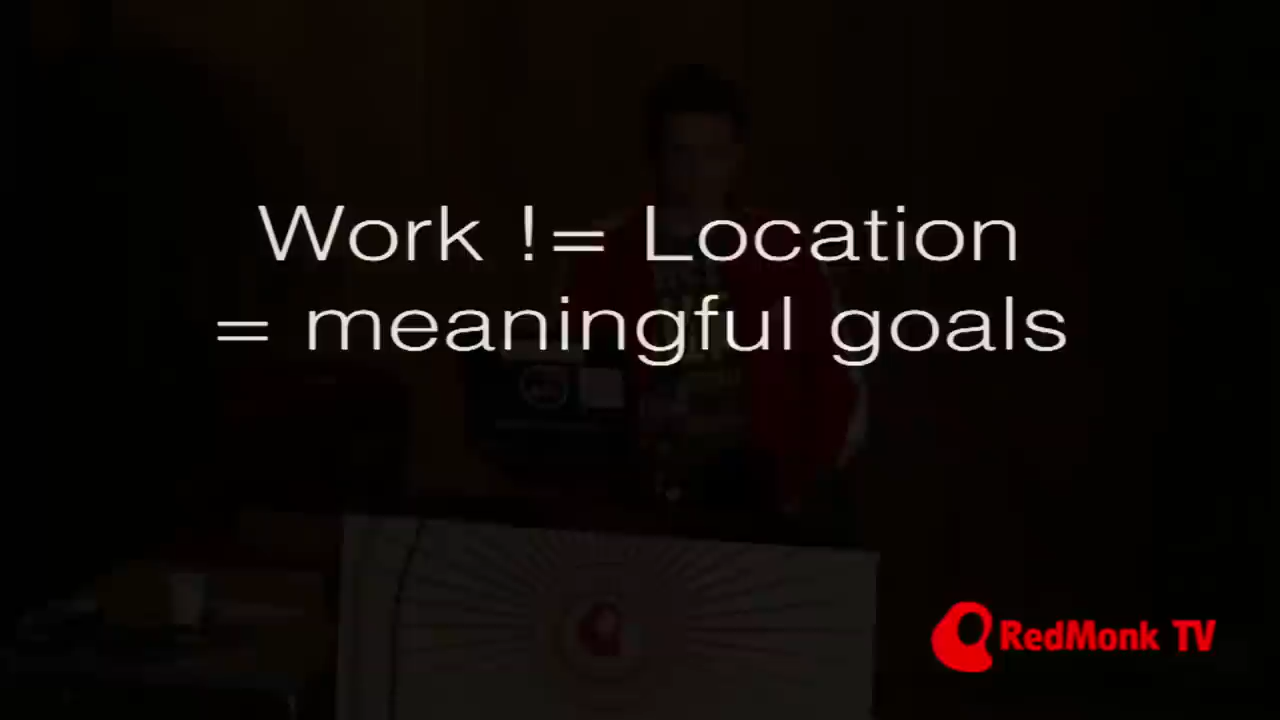 Work != Location
= meaningful goals
RedMonk TV